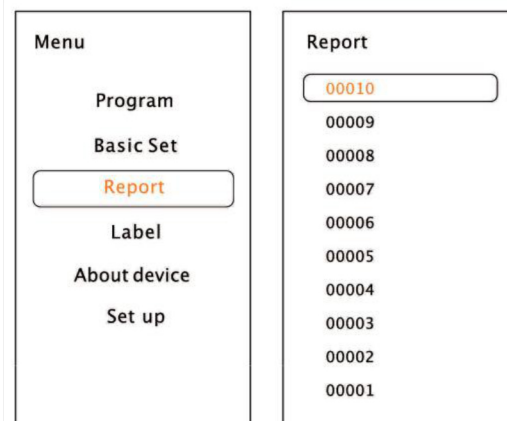 Menu
Program
Basic Set
Report
Label
About device
Set up
Report
00010
00009
00008
00007
00006
00005
00004
00003
00002
00001